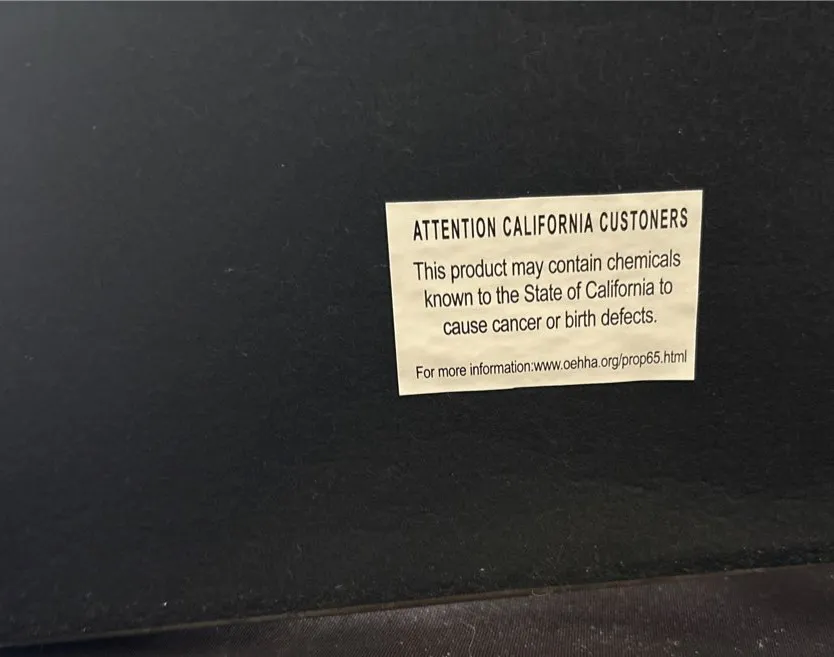 ATTENTION CALIFORNIA CUSTONERS
This product may contain chemicals
known to the State of California to
cause cancer or birth defects.
For more information:www.oehha.org/prop65.html